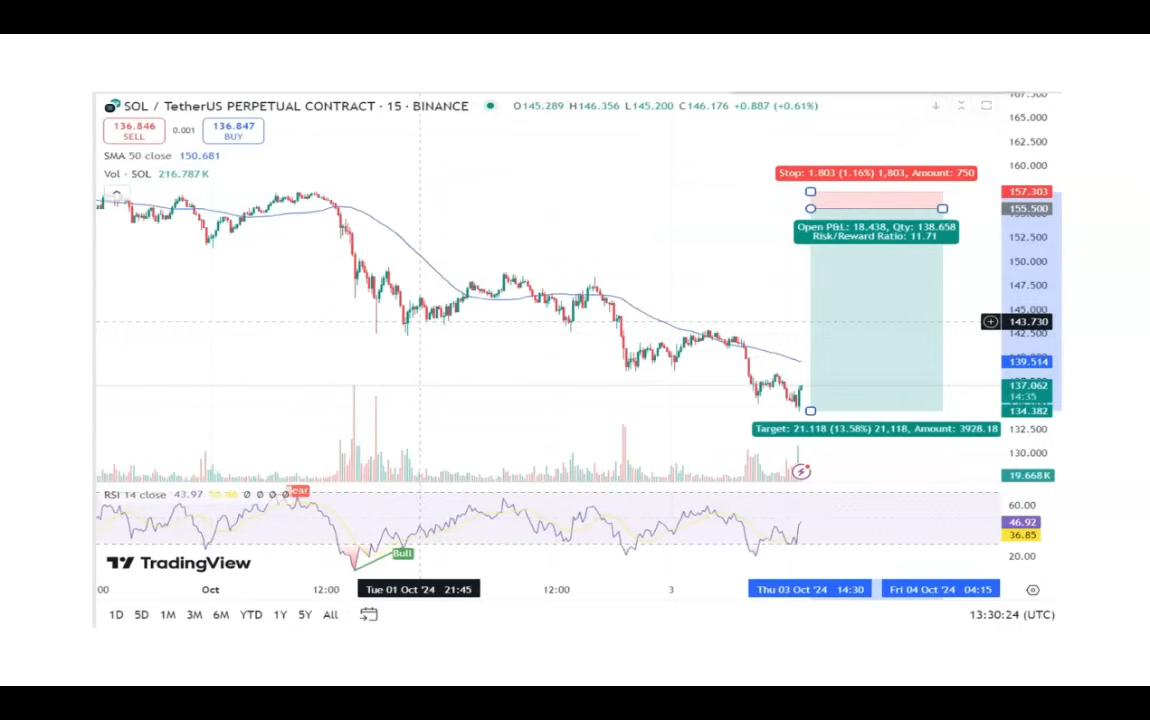 SOL / TetherUS PERPETUAL CONTRACT · 15 · BINANCE O145.289 H146.356 L145.200 C146.176 +0.887 (+0.61%)
136.846
SELL
0.001
136.847
BUY
SMA 50 close 150.681
Vol · SOL 216.787K
165.000
162.500
160.000
Stop: 1.803 (1.16%) 1,803, Amount: 750
157.303
155.500
Open P&L: 18.438, Qty: 138.658
Risk/Reward Ratio: 11.71
152.500
150.000
147.500
145.000
143.730
142.500
139.514
137.062
14:35
134.382
Target: 21.118 (13.58%) 21,118, Amount: 3928.18
132.500
130.000
19.668K
RSI 14 close 43.97 Ø Ø Ø Ø
Bull
60.00
46.92
36.85
20.00
TradingView
00
Oct
12:00
Tue 01 Oct '24 21:45
12:00
3
Thu 03 Oct '24 14:30
Fri 04 Oct '24 04:15
1D 5D 1M 3M 6M YTD 1Y 5Y All
13:30:24 (UTC)